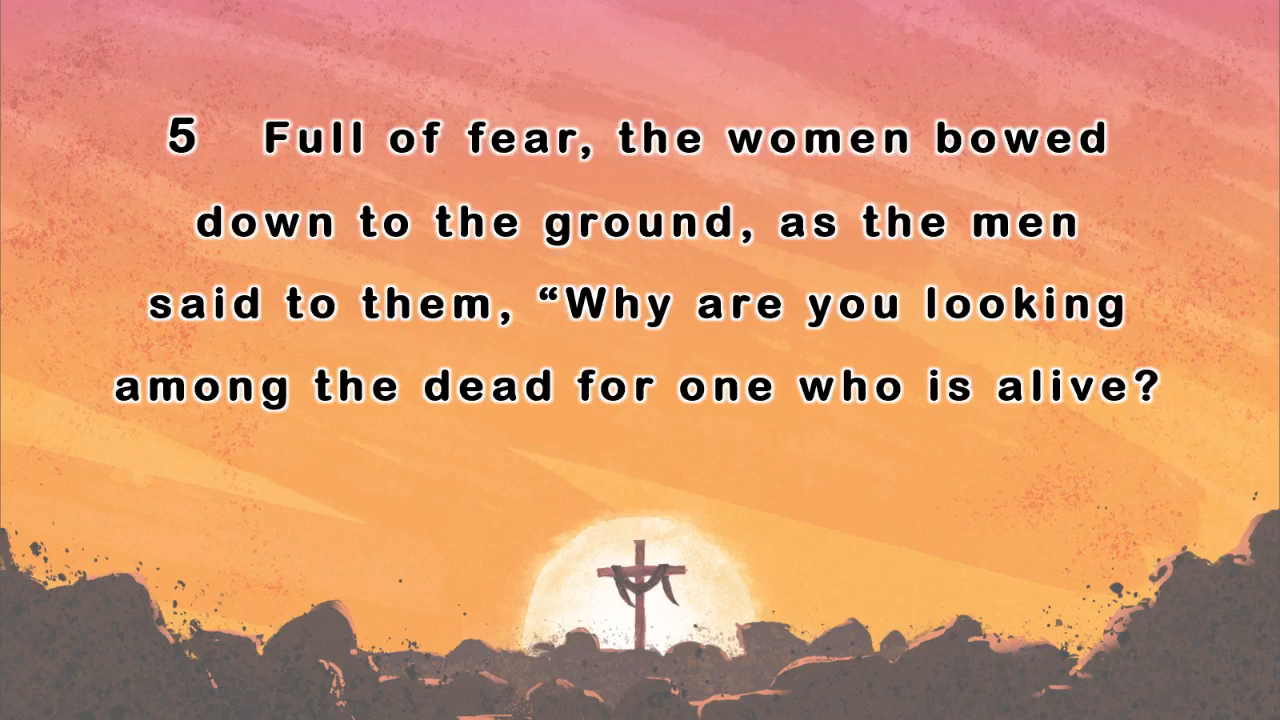 5 Full of fear, the women bowed
down to the ground, as the men
said to them, “Why are you looking
among the dead for one who is alive?